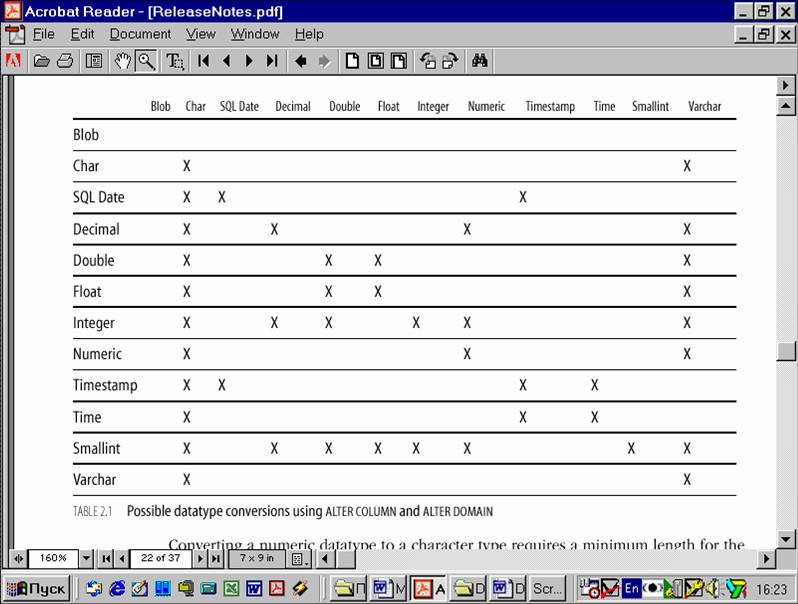 Acrobat Reader - [ReleaseNotes.pdf]
File Edit Document View Window Help
Blob Char SQL Date Decimal Double Float Integer Numeric Timestamp Time Smallint Varchar
Blob
Char X X
SQL Date X X X
Decimal X X X X
Double X X X X
Float X X X X
Integer X X X X X X
Numeric X X X
Timestamp X X X X
Time X X X
Smallint X X X X X X X X
Varchar X X
TABLE 2.1 Possible datatype conversions using ALTER COLUMN and ALTER DOMAIN
Converting a numeric datatype to a character type requires a minimum length for the
160% 22 of 37 7 x 9 in
Пуск П M A D D Scr... En 16:23